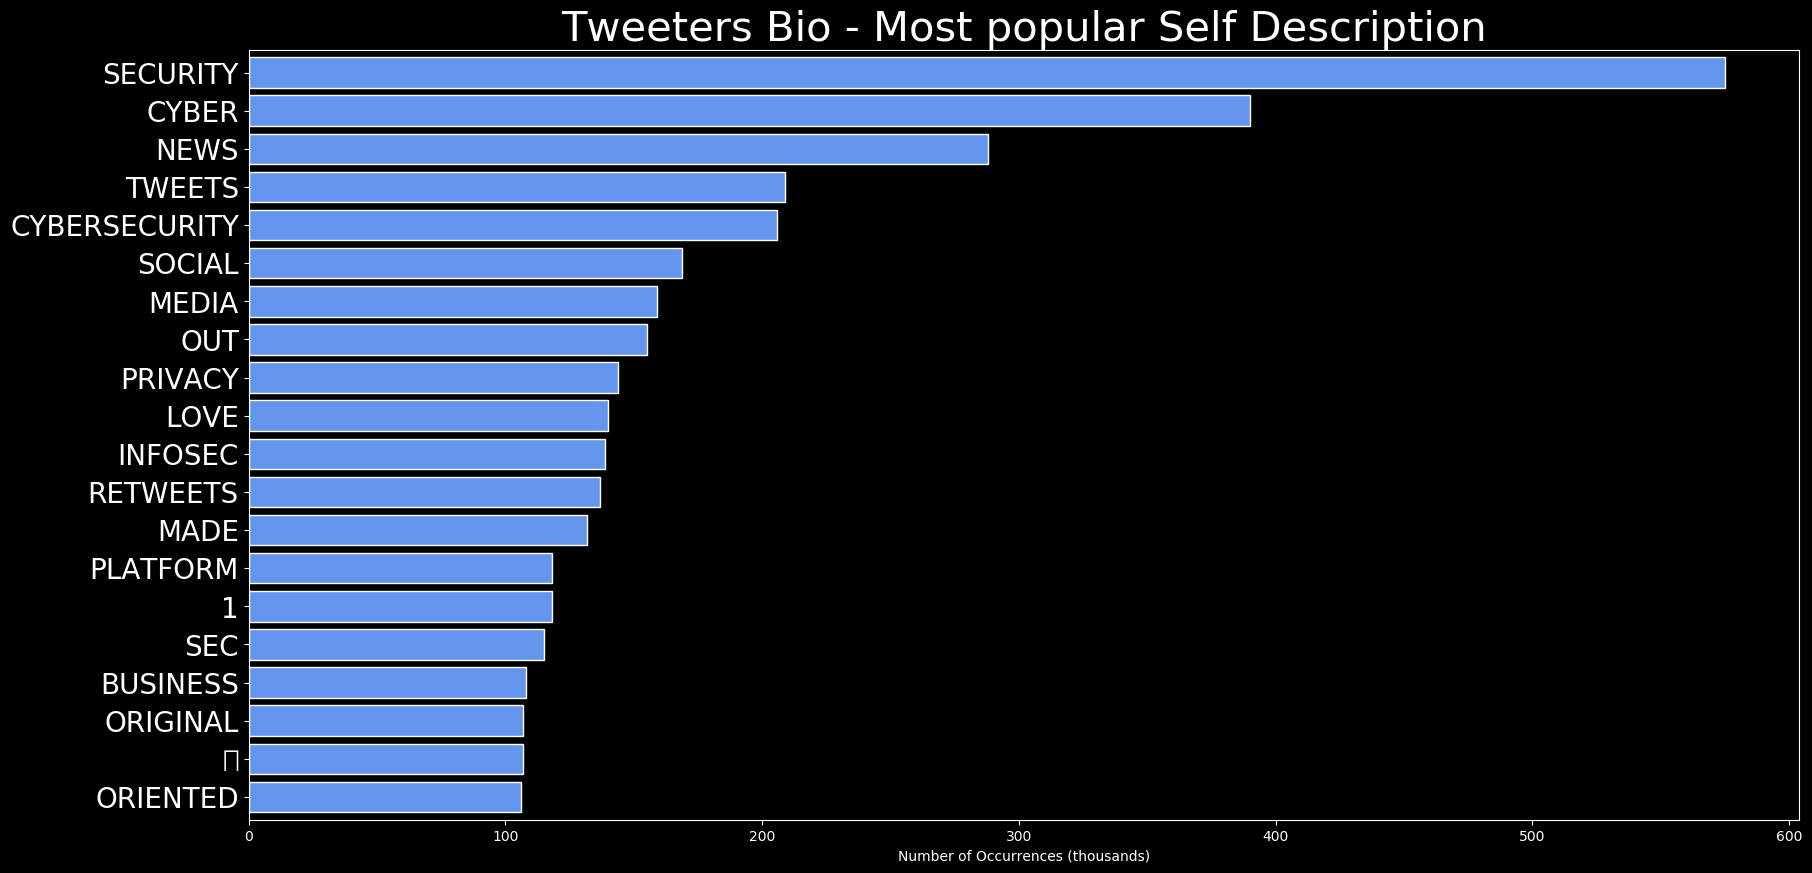 Tweeters Bio - Most popular Self Description
SECURITY
CYBER
NEWS
TWEETS
CYBERSECURITY
SOCIAL
MEDIA
OUT
PRIVACY
LOVE
INFOSEC
RETWEETS
MADE
PLATFORM
1
SEC
BUSINESS
ORIGINAL
ORIENTED
0 100 200 300 400 500 600
Number of Occurrences (thousands)